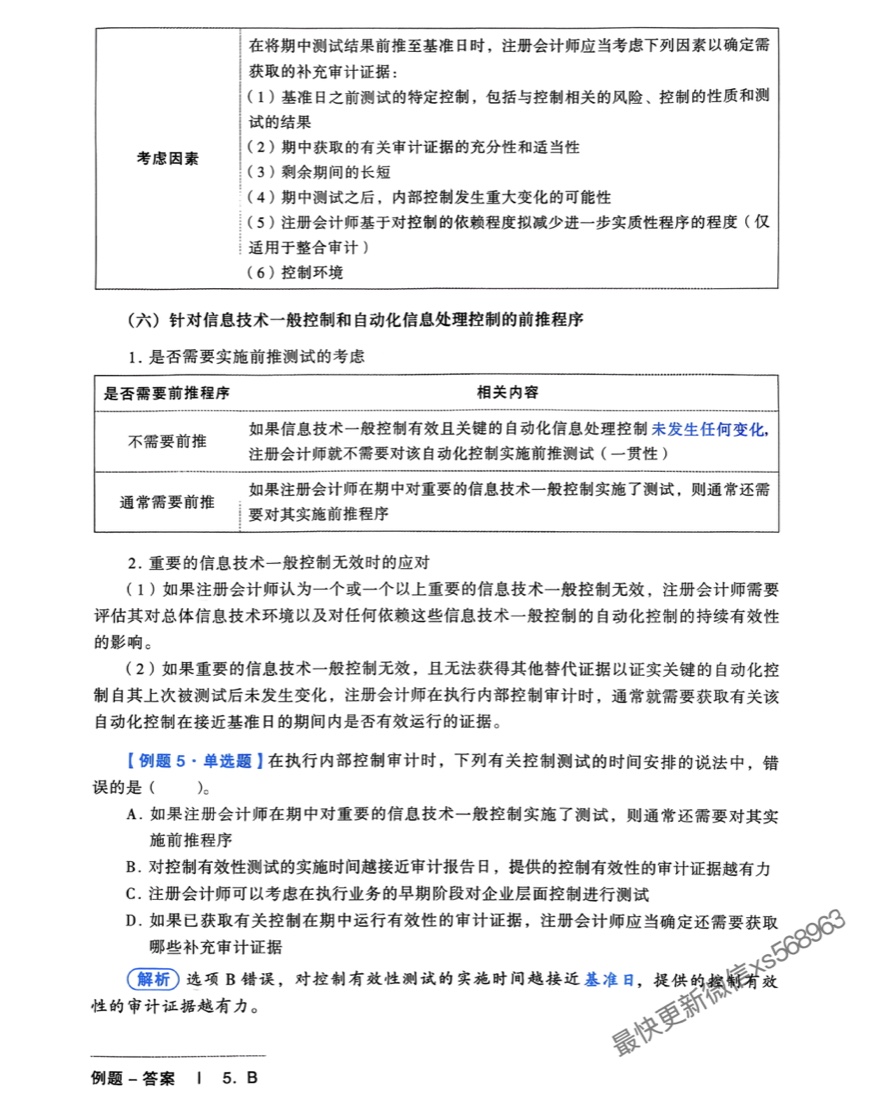 在将期中测试结果前推至基准日时，注册会计师应当考虑下列因素以确定需
获取的补充审计证据：
（1）基准日之前测试的特定控制，包括与控制相关的风险、控制的性质和测
试的结果
考虑因素
（2）期中获取的有关审计证据的充分性和适当性
（3）剩余期间的长短
（4）期中测试之后，内部控制发生重大变化的可能性
（5）注册会计师基于对控制的依赖程度拟减少进一步实质性程序的程度（仅
适用于整合审计）
（6）控制环境
（六）针对信息技术一般控制和自动化信息处理控制的前推程序
1. 是否需要实施前推测试的考虑
是否需要前推程序 相关内容
不需要前推
如果信息技术一般控制有效且关键的自动化信息处理控制未发生任何变化，
注册会计师就不需要对该自动化控制实施前推测试（一贯性）
通常需要前推
如果注册会计师在期中对重要的信息技术一般控制实施了测试，则通常还需
要对其实施前推程序
2. 重要的信息技术一般控制无效时的应对
（1）如果注册会计师认为一个或一个以上重要的信息技术一般控制无效，注册会计师需要
评估其对总体信息技术环境以及对任何依赖这些信息技术一般控制的自动化控制的持续有效性
的影响。
（2）如果重要的信息技术一般控制无效，且无法获得其他替代证据以证实关键的自动化控
制自其上次被测试后未发生变化，注册会计师在执行内部控制审计时，通常就需要获取有关该
自动化控制在接近基准日的期间内是否有效运行的证据。
【例题5·单选题】在执行内部控制审计时，下列有关控制测试的时间安排的说法中，错
误的是（　　）。
A. 如果注册会计师在期中对重要的信息技术一般控制实施了测试，则通常还需要对其实
施前推程序
B. 对控制有效性测试的实施时间越接近审计报告日，提供的控制有效性的审计证据越有力
C. 注册会计师可以考虑在执行业务的早期阶段对企业层面控制进行测试
D. 如果已获取有关控制在期中运行有效性的审计证据，注册会计师应当确定还需要获取
哪些补充审计证据
解析 选项B错误，对控制有效性测试的实施时间越接近基准日，提供的控制有效
性的审计证据越有力。
最快更新微信xs568963
例题－答案 | 5. B